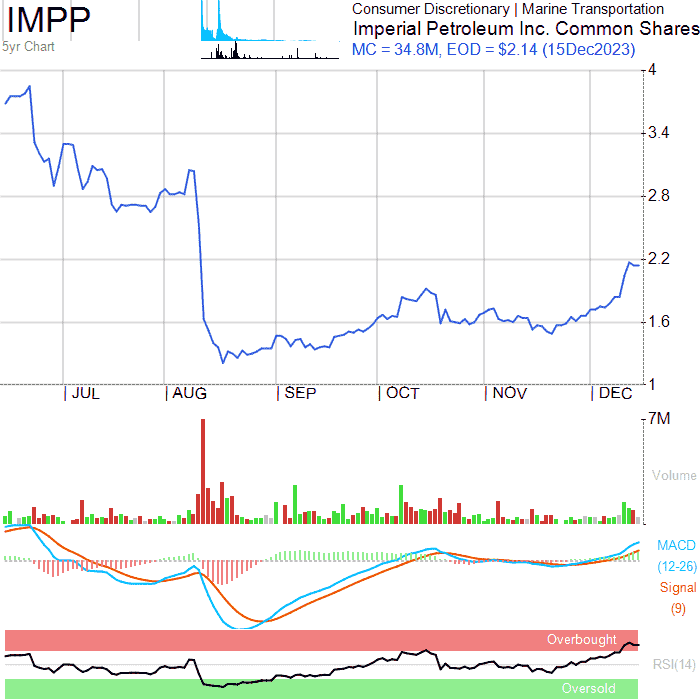 IMPP
5yr Chart
Consumer Discretionary | Marine Transportation
Imperial Petroleum Inc. Common Shares
MC = 34.8M, EOD = $2.14 (15Dec2023)
4
3.4
2.8
2.2
1.6
1
JUL AUG SEP OCT NOV DEC
7M
Volume
MACD
(12-26)
Signal
(9)
Overbought
RSI(14)
Oversold